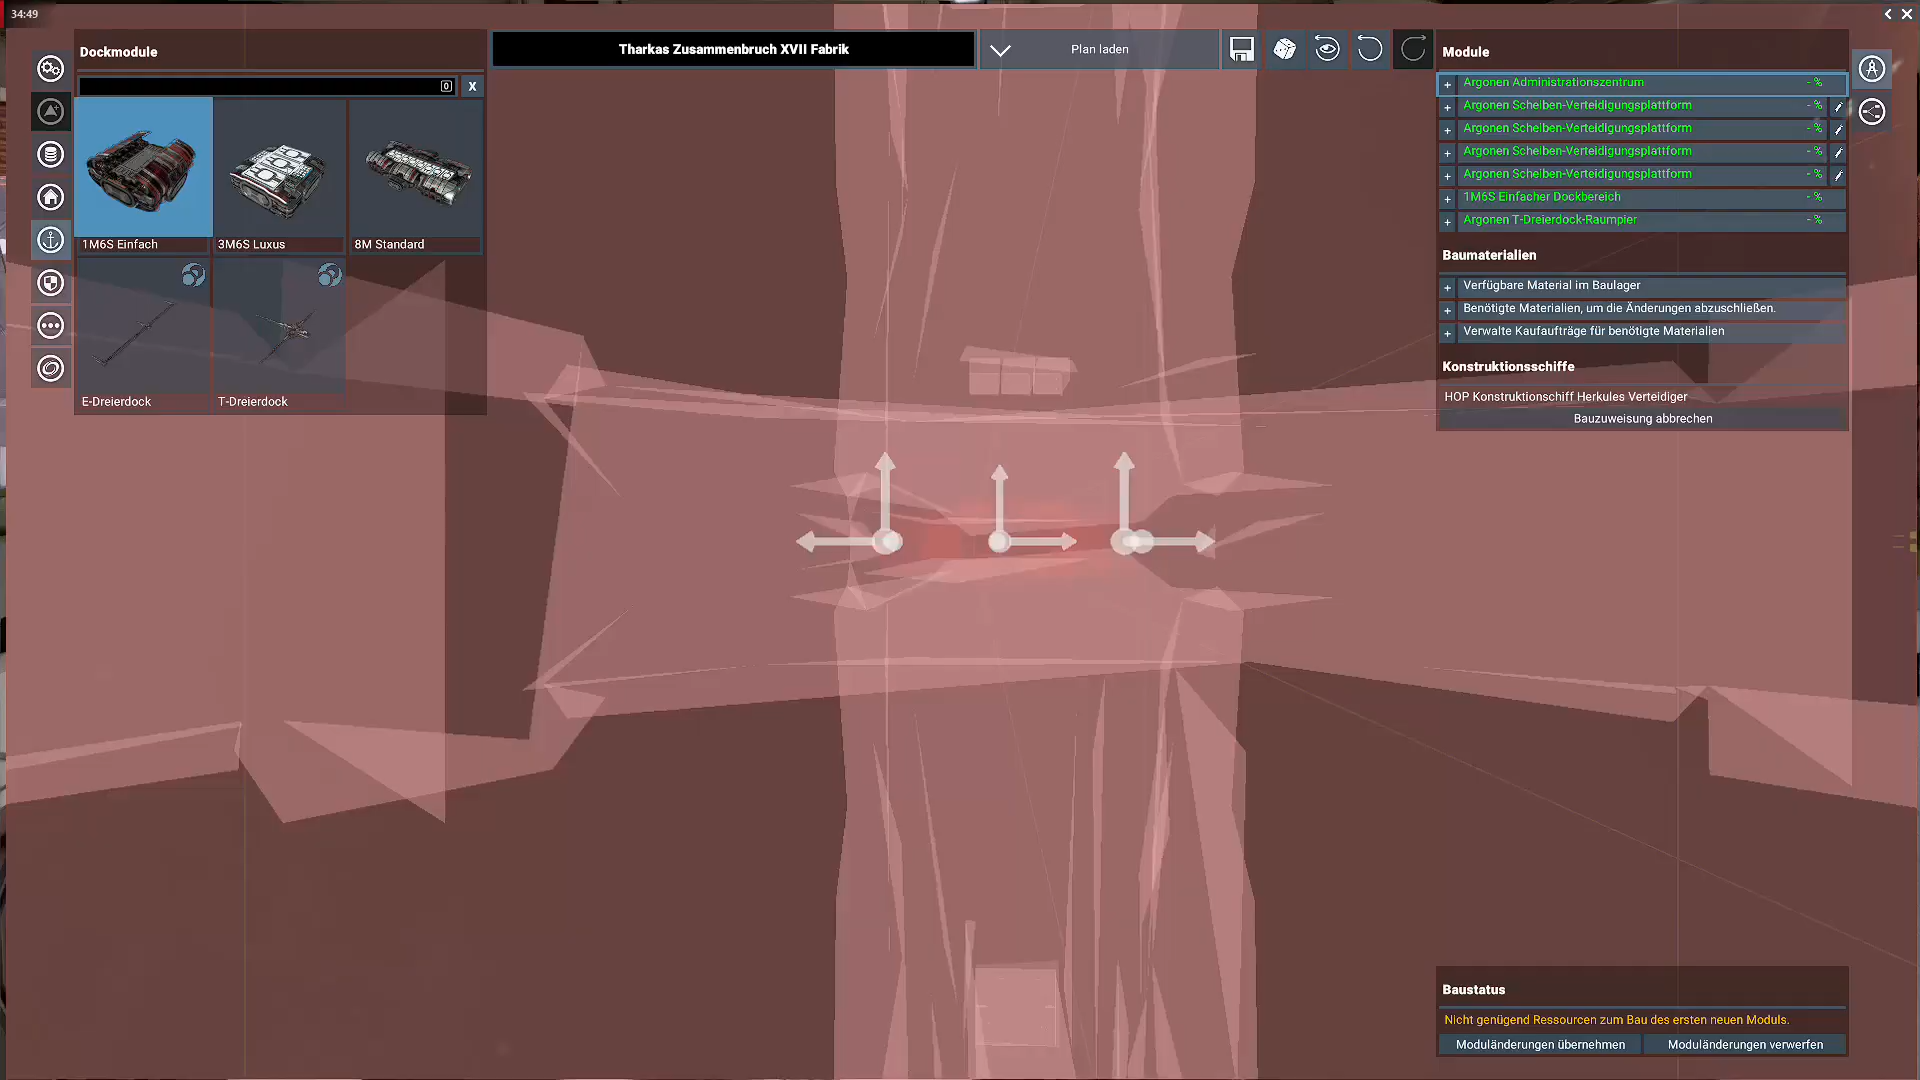 34:49
Dockmodule
0
X
1M6S Einfach
3M6S Luxus
8M Standard
E-Dreierdock
T-Dreierdock
Tharkas Zusammenbruch XVII Fabrik
Plan laden
Module
+ Argonen Administrationszentrum - %
+ Argonen Scheiben-Verteidigungsplattform - %
+ Argonen Scheiben-Verteidigungsplattform - %
+ Argonen Scheiben-Verteidigungsplattform - %
+ Argonen Scheiben-Verteidigungsplattform - %
+ 1M6S Einfacher Dockbereich - %
+ Argonen T-Dreierdock-Raumpier - %
Baumaterialien
+ Verfügbare Material im Baulager
+ Benötigte Materialien, um die Änderungen abzuschließen.
+ Verwalte Kaufaufträge für benötigte Materialien
Konstruktionsschiffe
HOP Konstruktionschiff Herkules Verteidiger
Bauzuweisung abbrechen
Baustatus
Nicht genügend Ressourcen zum Bau des ersten neuen Moduls.
Moduländerungen übernehmen
Moduländerungen verwerfen